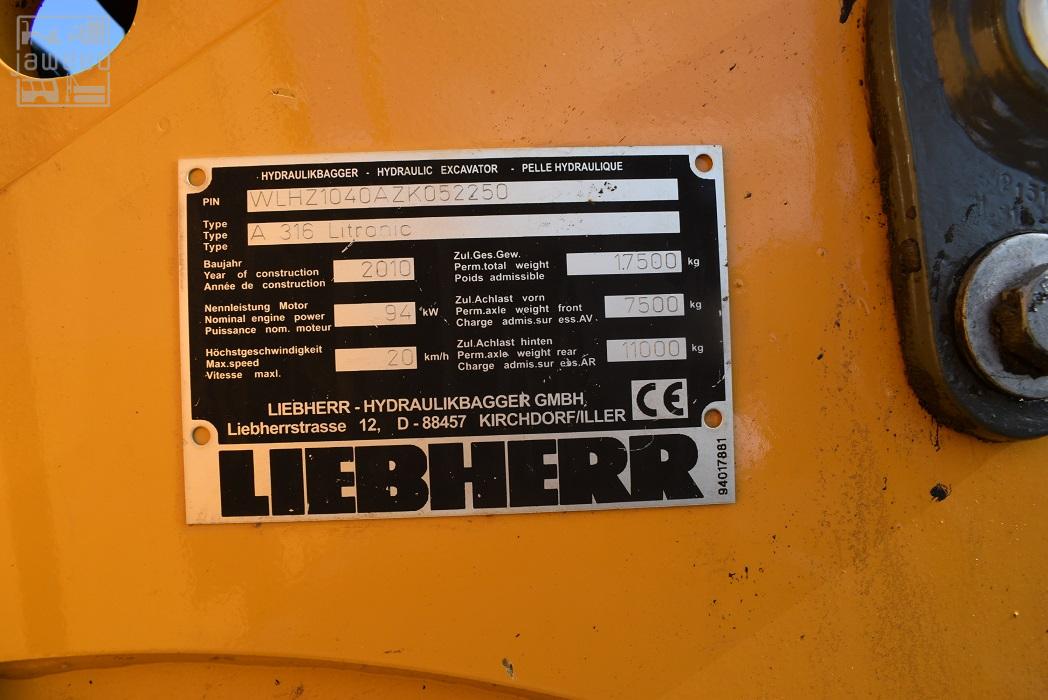 HYDRAULIKBAGGER - HYDRAULIC EXCAVATOR - PELLE HYDRAULIQUE
PIN WLHZ1040AZK052250
Type
Type
Type
A 316 Litronic
Baujahr
Year of construction
Année de construction
2010
Zul.Ges.Gew.
Perm.total weight
Poids admissible
17500 kg
Nennleistung Motor
Nominal engine power
Puissance nom. moteur
94 kW
Zul.Achlast vorn
Perm.axle weight front
Charge admis.sur ess.AV
7500 kg
Höchstgeschwindigkeit
Max.speed
Vitesse maxl.
20 km/h
Zul.Achlast hinten
Perm.axle weight rear
Charge admis.sur ess.AR
11000 kg
LIEBHERR - HYDRAULIKBAGGER GMBH
Liebherrstrasse 12, D - 88457 KIRCHDORF/ILLER
CE
LIEBHERR
94017881